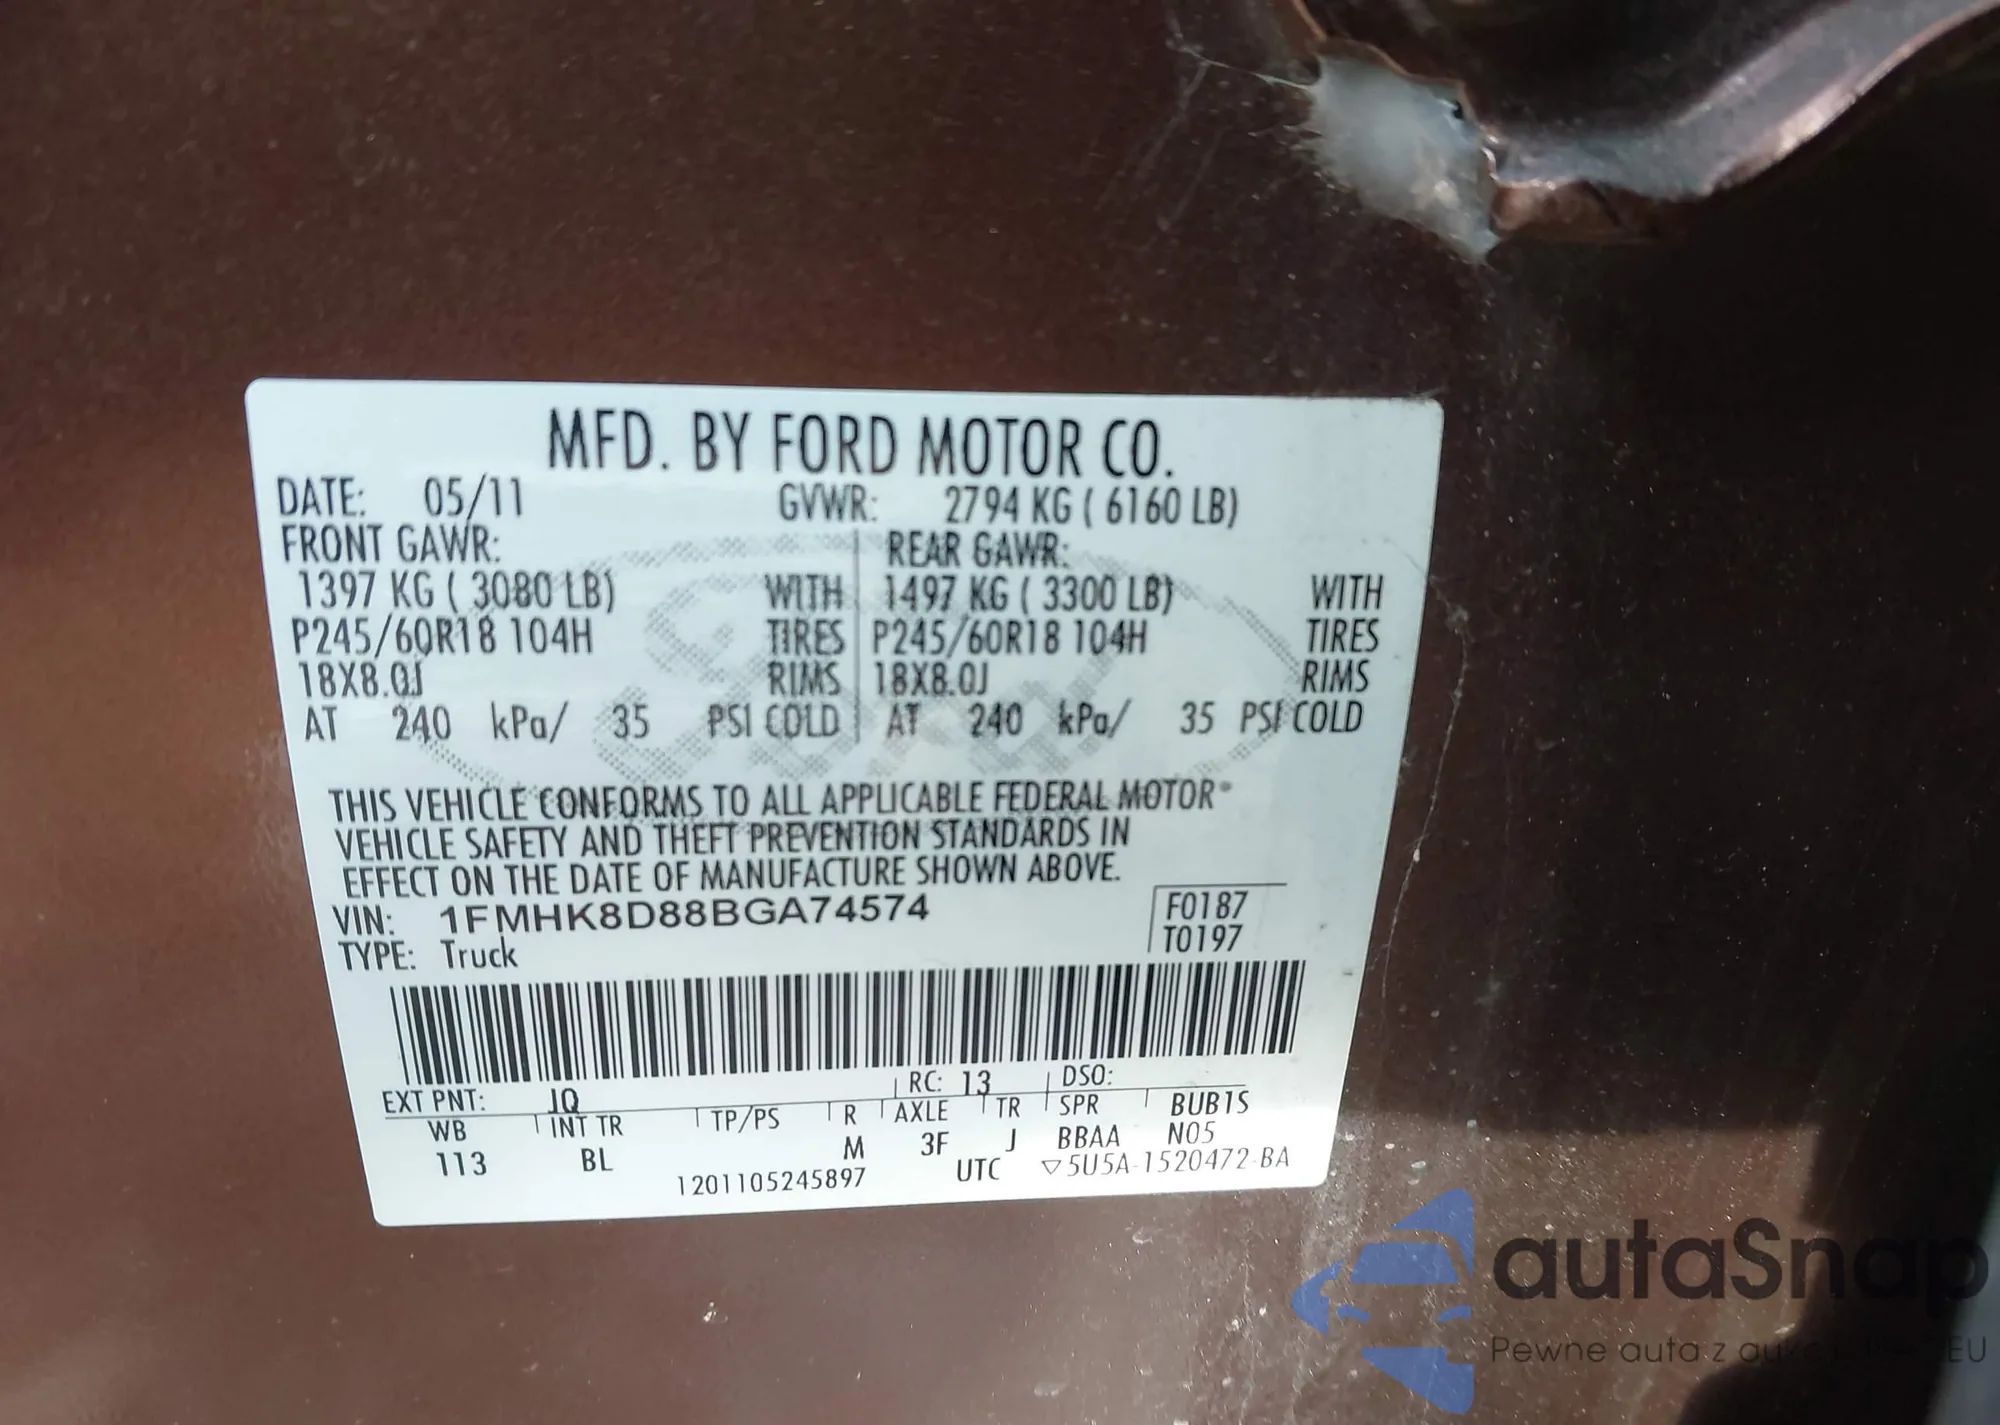 MFD. BY FORD MOTOR CO.
DATE: 05/11 GVWR: 2794 KG ( 6160 LB)
FRONT GAWR: REAR GAWR:
1397 KG ( 3080 LB) WITH 1497 KG ( 3300 LB) WITH
P245/60R18 104H TIRES P245/60R18 104H TIRES
18X8.0J RIMS 18X8.0J RIMS
AT 240 kPa/ 35 PSI COLD AT 240 kPa/ 35 PSI COLD
THIS VEHICLE CONFORMS TO ALL APPLICABLE FEDERAL MOTOR
VEHICLE SAFETY AND THEFT PREVENTION STANDARDS IN
EFFECT ON THE DATE OF MANUFACTURE SHOWN ABOVE.
VIN: 1FMHK8D88BGA74574 F0187
TYPE: Truck T0197
EXT PNT: JQ RC: 13 DSO:
WB INT TR TP/PS R AXLE TR SPR BUB1S
113 BL M 3F J BBAA N05
1201105245897 UTC ▽5U5A-1520472-BA
autaSnap
Pewne auta z EU